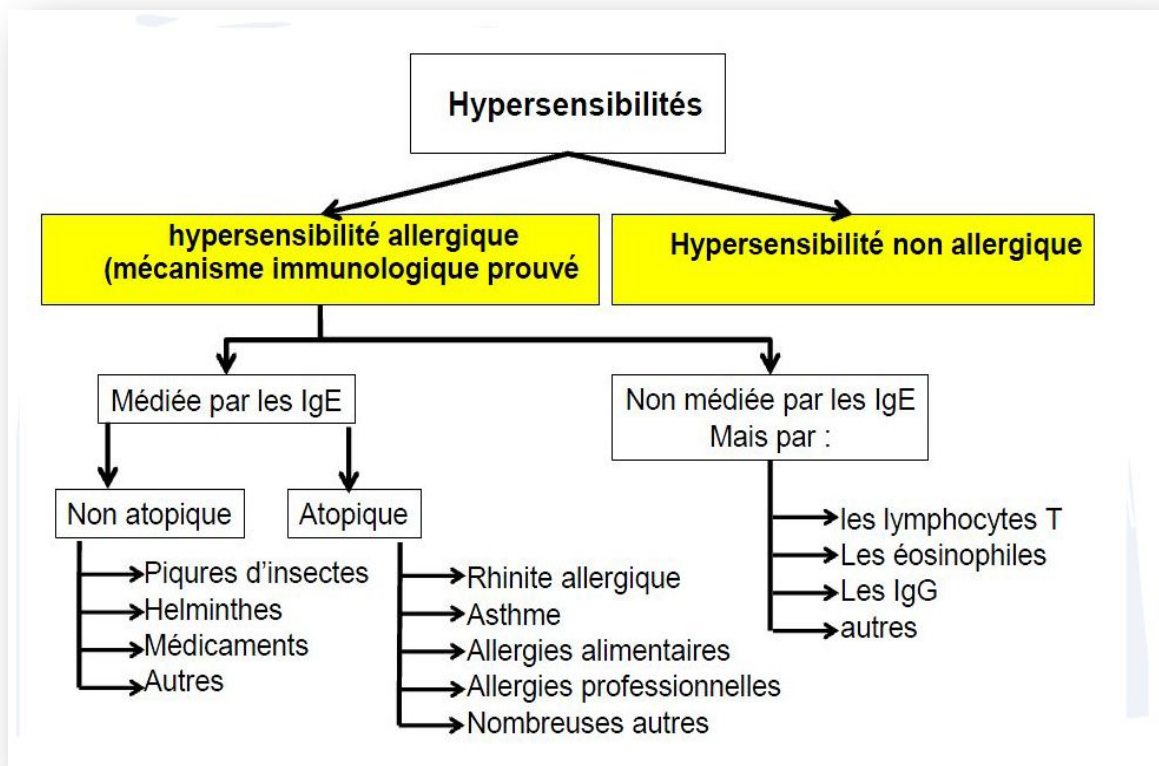 Hypersensibilités
hypersensibilité allergique
(mécanisme immunologique prouvé
Hypersensibilité non allergique
Médiée par les IgE
Non médiée par les IgE
Mais par :
Non atopique
Atopique
Piqures d'insectes
Helminthes
Médicaments
Autres
Rhinite allergique
Asthme
Allergies alimentaires
Allergies professionnelles
Nombreuses autres
les lymphocytes T
Les éosinophiles
Les IgG
autres